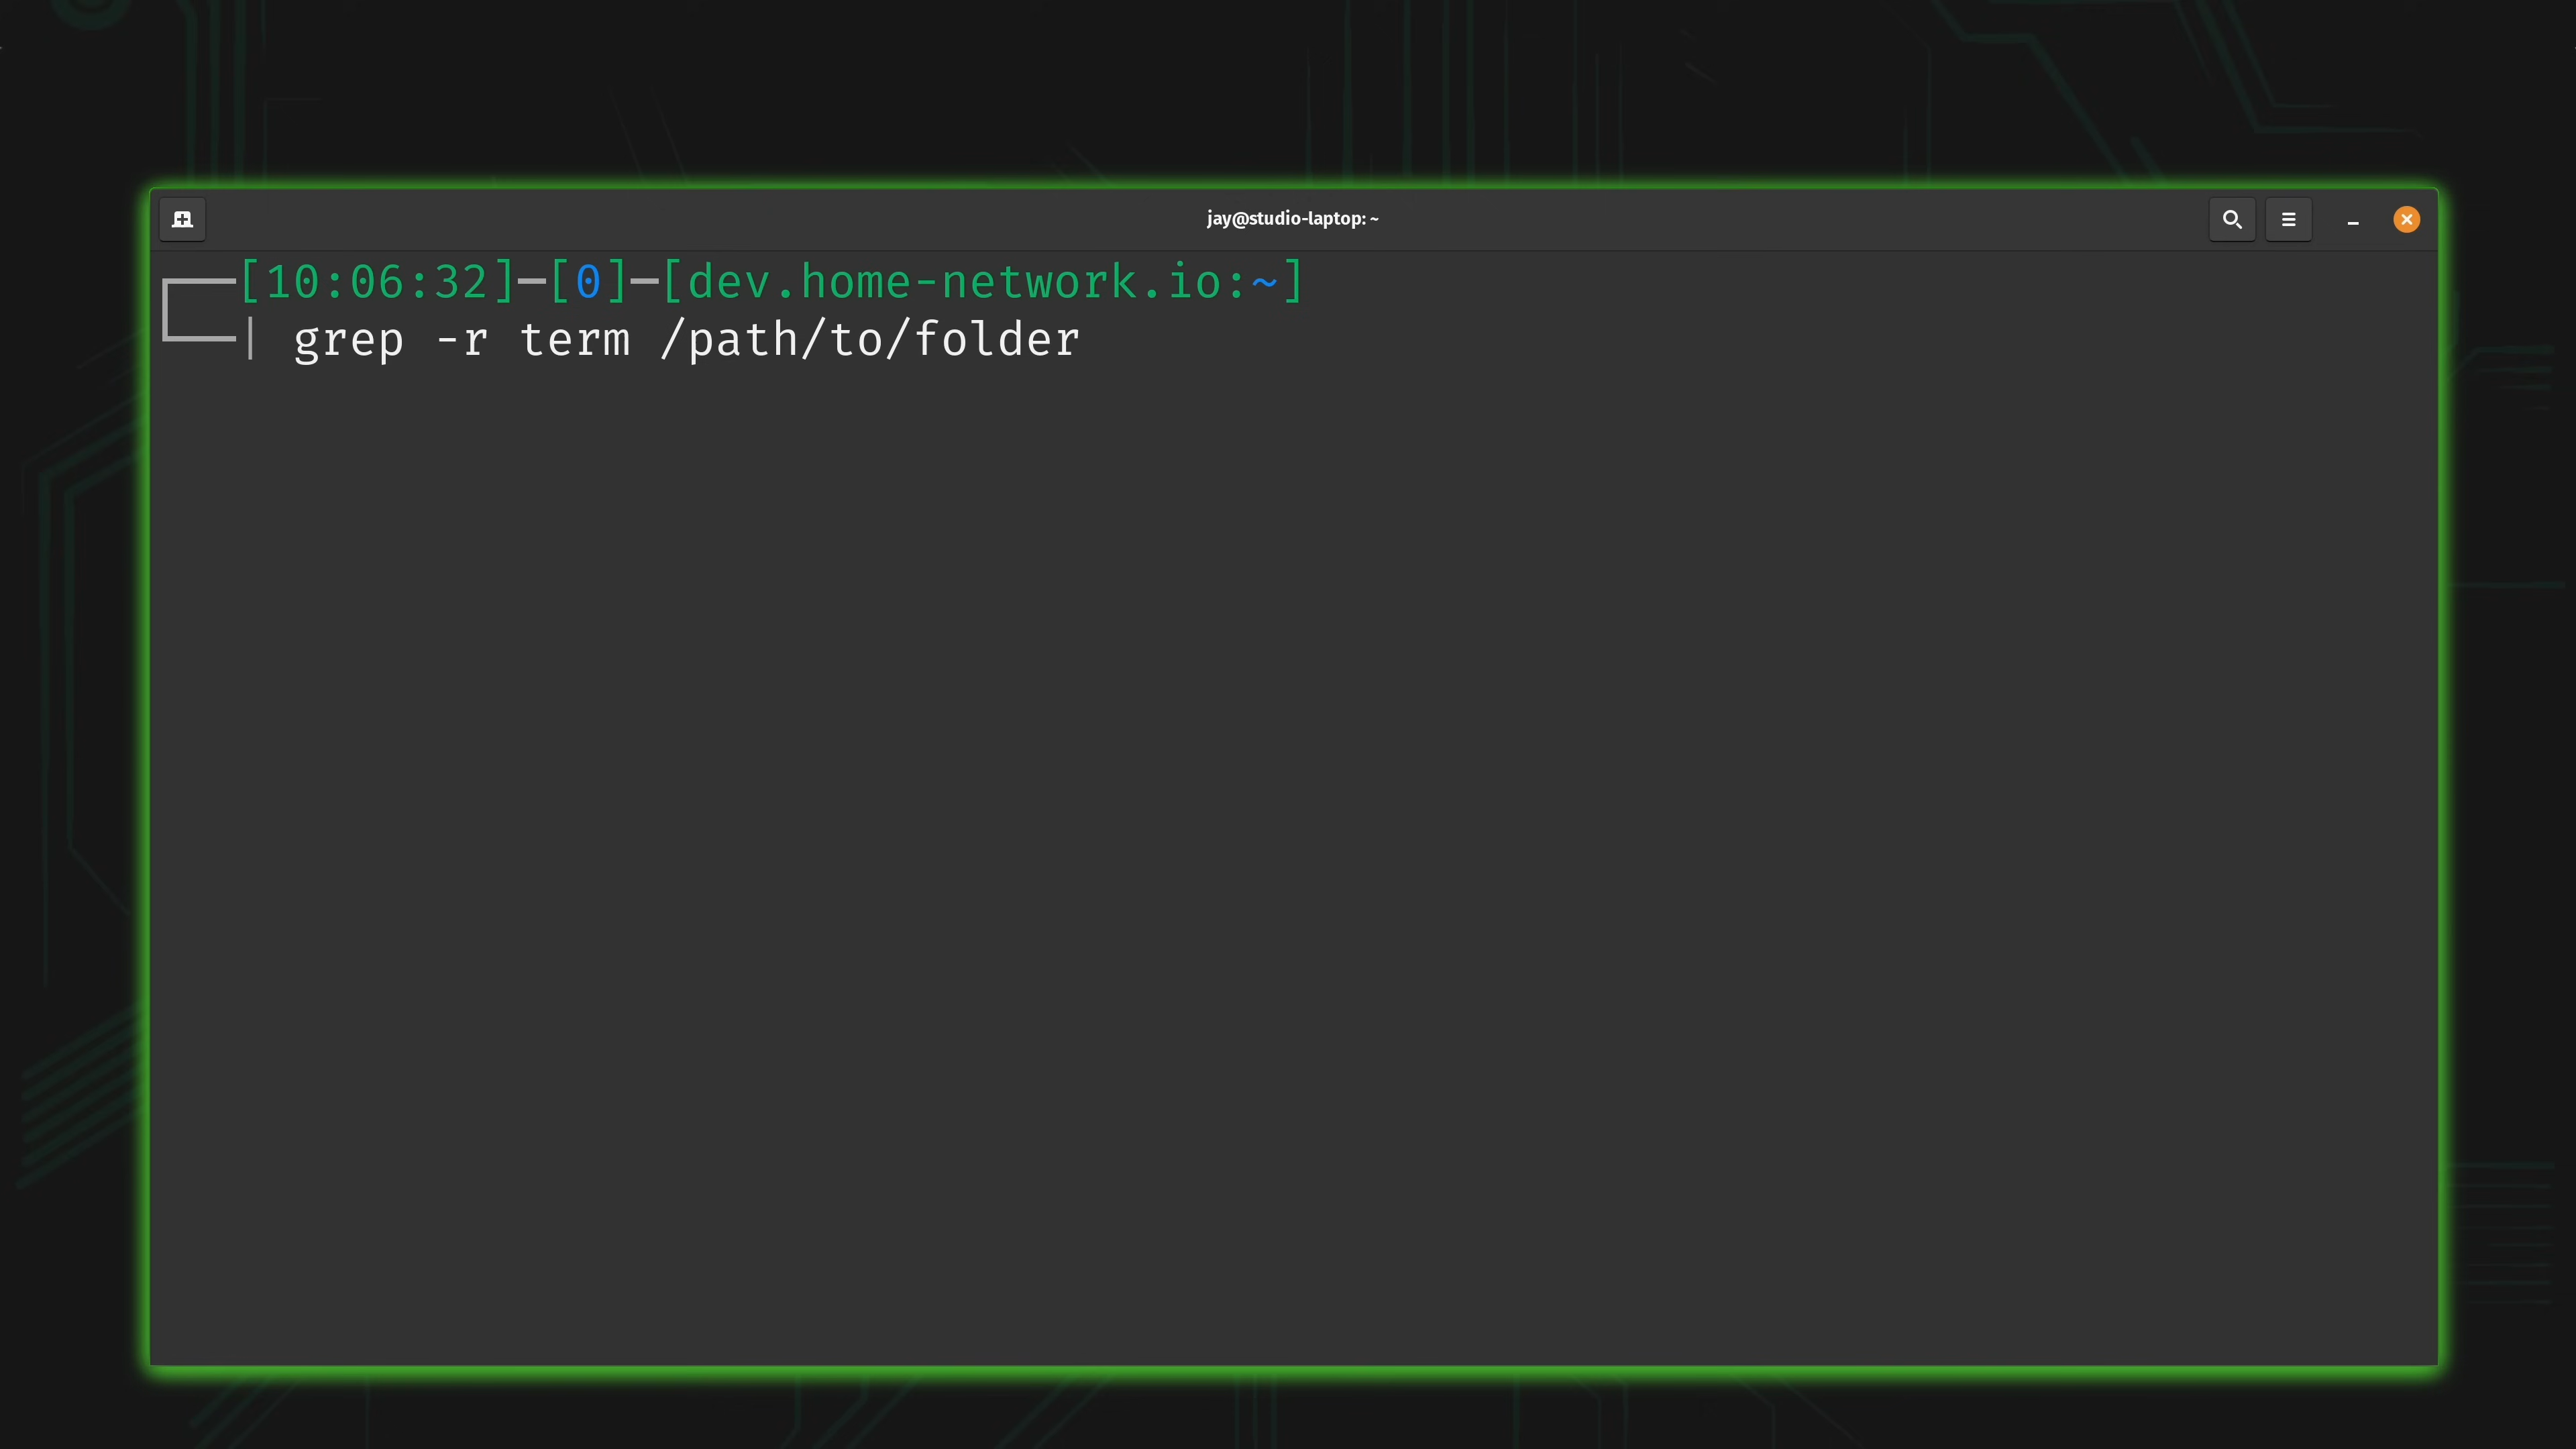 jay@studio-laptop: ~
[10:06:32]─[0]─[dev.home-network.io:~]
grep -r term /path/to/folder